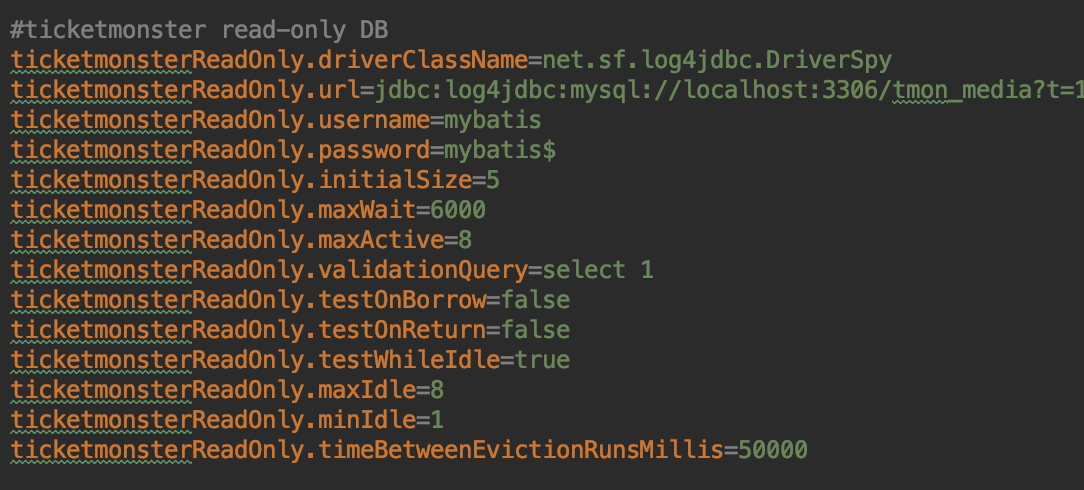 #ticketmonster read-only DB
ticketmonsterReadOnly.driverClassName=net.sf.log4jdbc.DriverSpy
ticketmonsterReadOnly.url=jdbc:log4jdbc:mysql://localhost:3306/tmon_media?t=1
ticketmonsterReadOnly.username=mybatis
ticketmonsterReadOnly.password=mybatis$
ticketmonsterReadOnly.initialSize=5
ticketmonsterReadOnly.maxWait=6000
ticketmonsterReadOnly.maxActive=8
ticketmonsterReadOnly.validationQuery=select 1
ticketmonsterReadOnly.testOnBorrow=false
ticketmonsterReadOnly.testOnReturn=false
ticketmonsterReadOnly.testWhileIdle=true
ticketmonsterReadOnly.maxIdle=8
ticketmonsterReadOnly.minIdle=1
ticketmonsterReadOnly.timeBetweenEvictionRunsMillis=50000